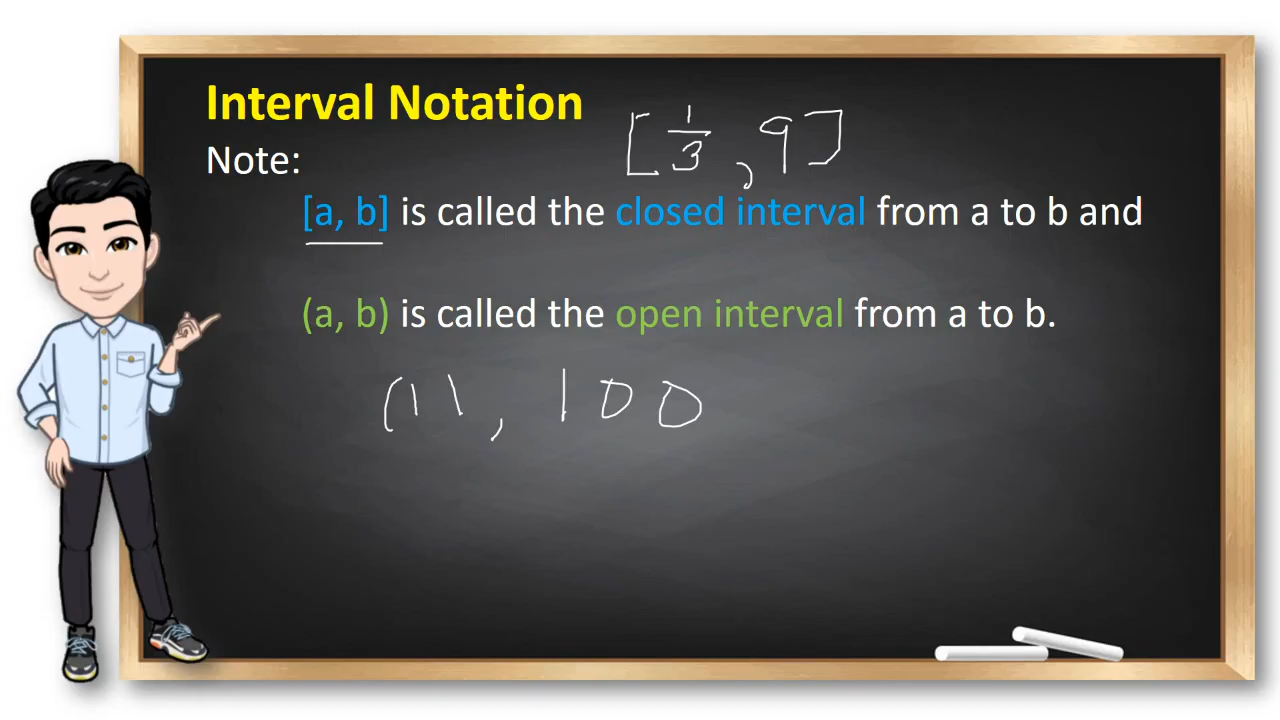 Interval Notation
[1/3, 9]
Note:
[a, b] is called the closed interval from a to b and
(a, b) is called the open interval from a to b.
(11, 100